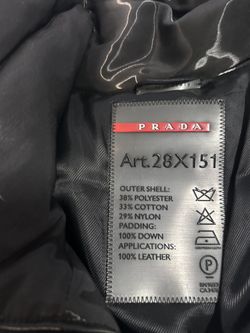 PRADA
Art.28X151
OUTER SHELL:
38% POLYESTER
33% COTTON
29% NYLON
PADDING:
100% DOWN
APPLICATIONS:
100% LEATHER
P